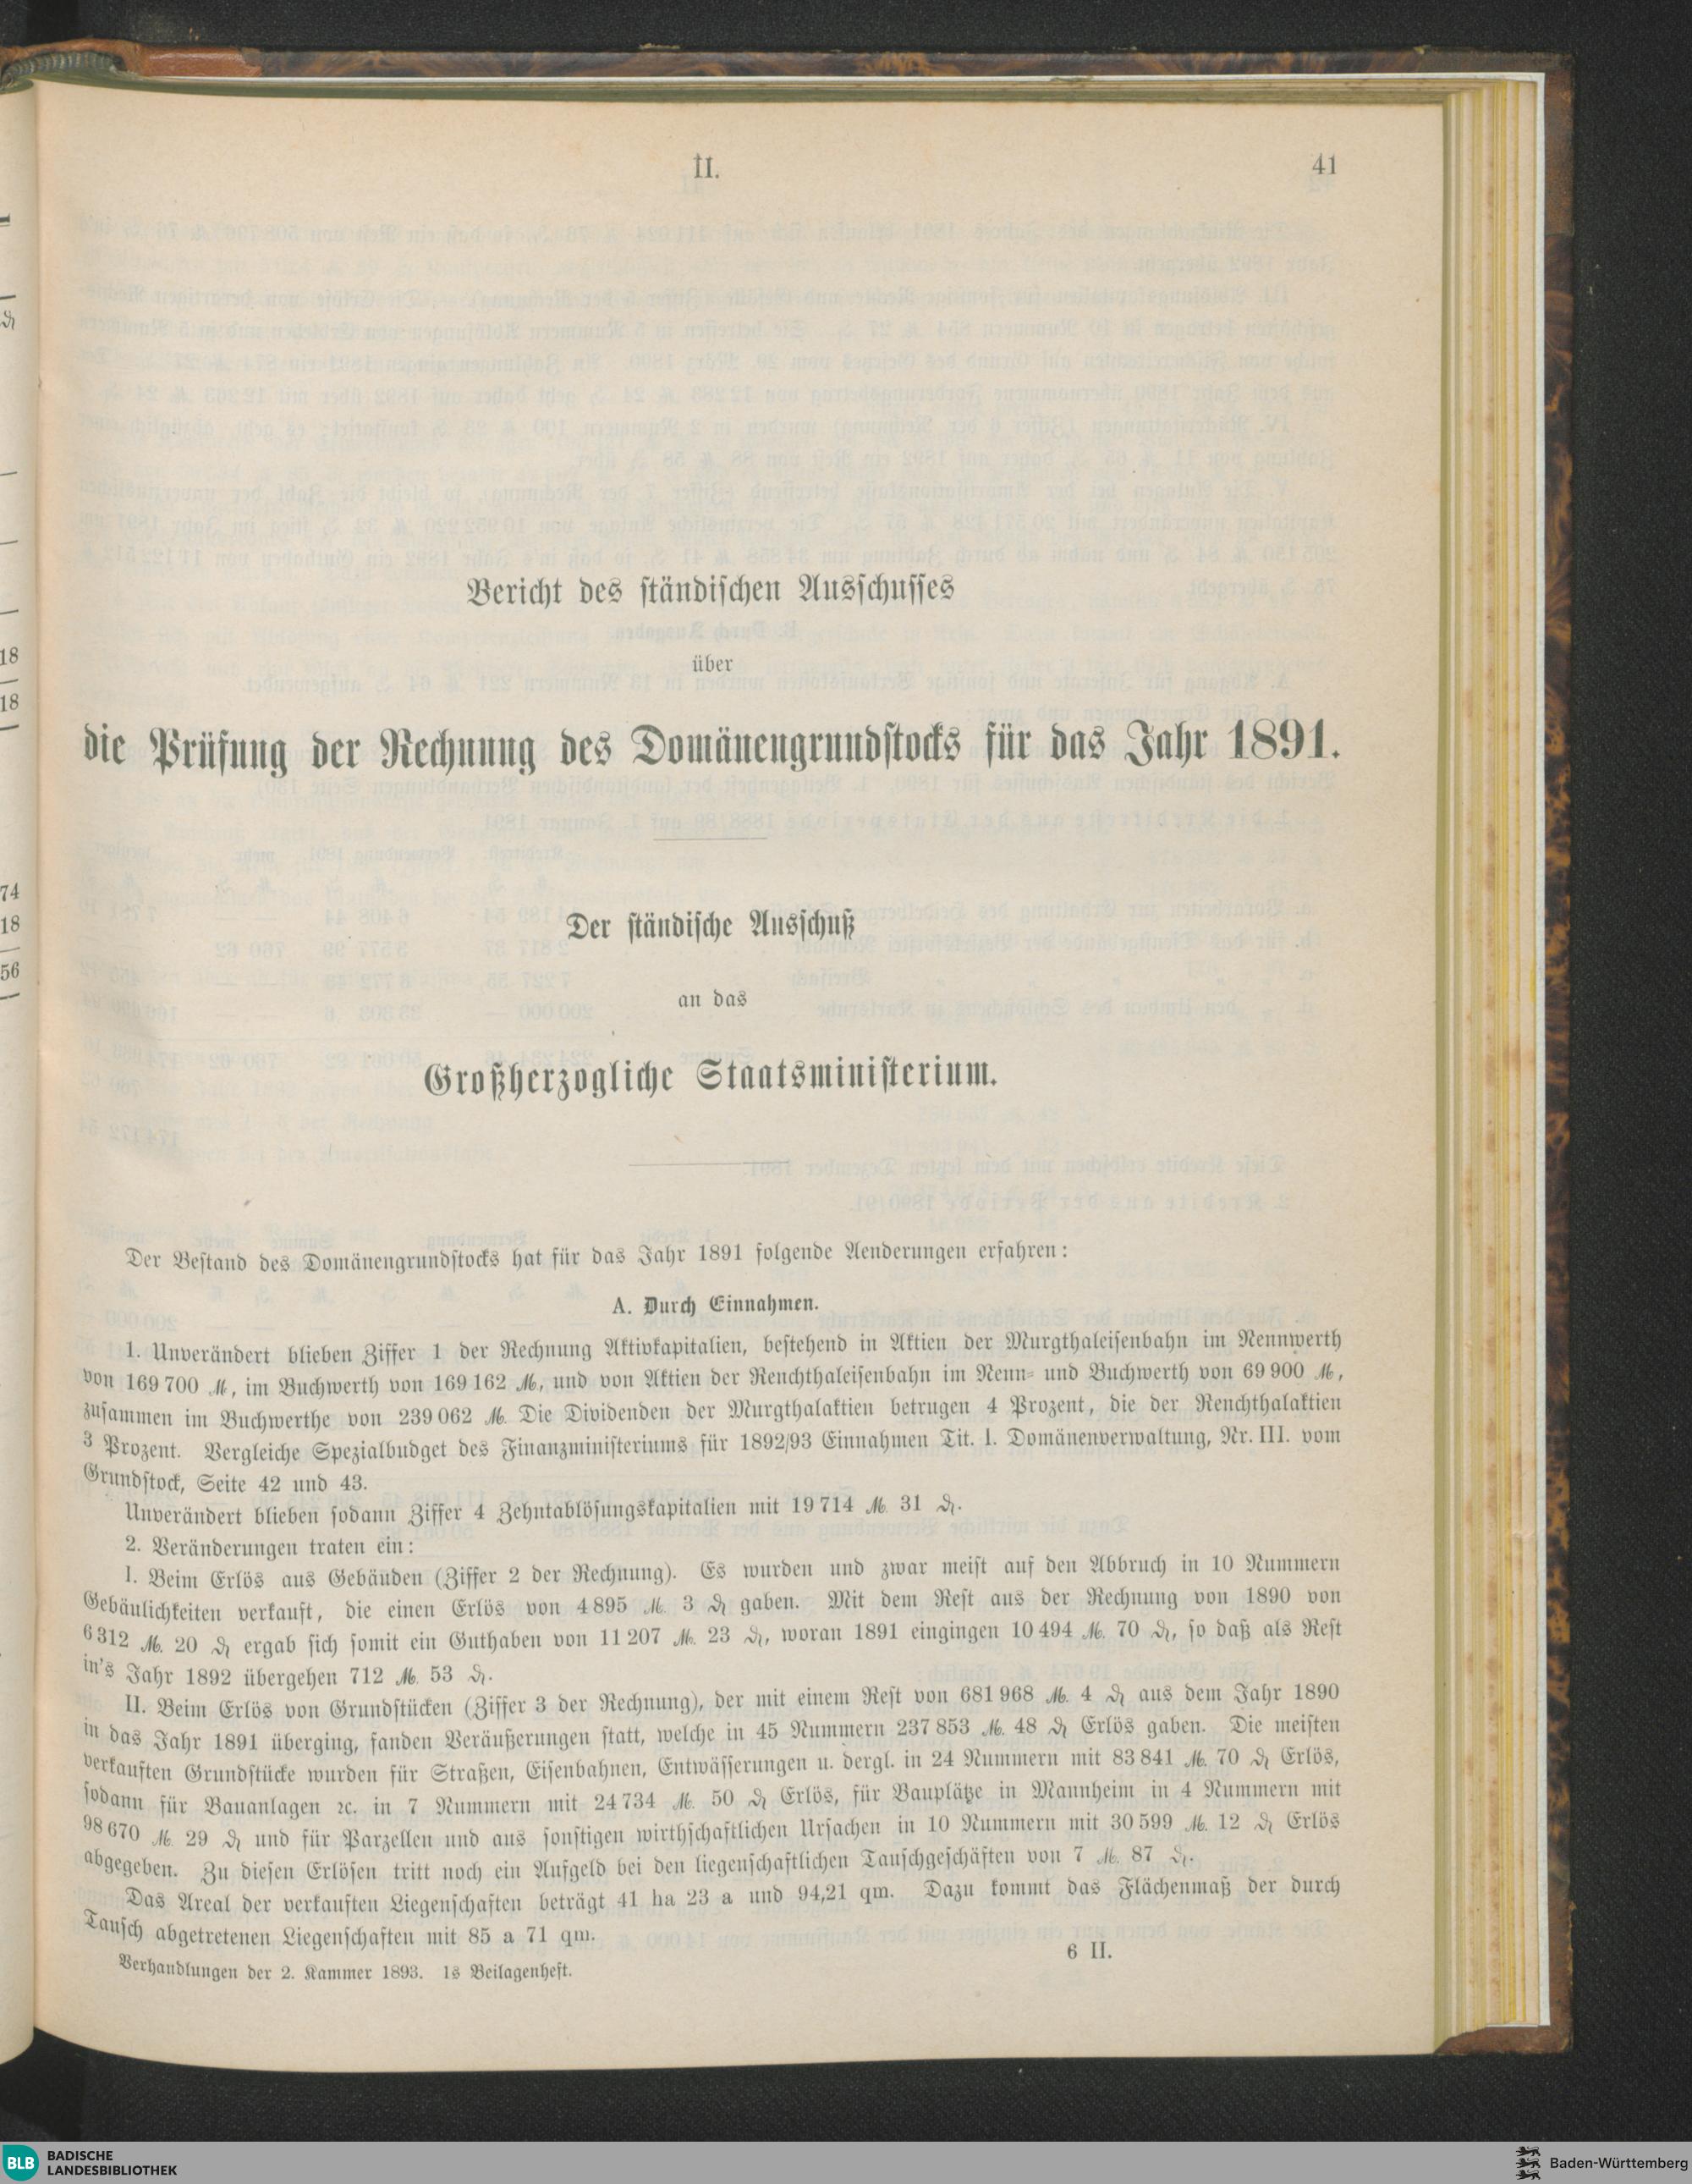 II.
41
Bericht des ständischen Ausschusses
über
die Prüfung der Rechnung des Domänengrundstocks für das Jahr 1891.
Der ständische Ausschuß
an das
Großherzogliche Staatsministerium.
Der Bestand des Domänengrundstocks hat für das Jahr 1891 folgende Aenderungen erfahren:
A. Durch Einnahmen.
1. Unverändert blieben Ziffer 1 der Rechnung Aktivkapitalien, bestehend in Aktien der Murgthaleisenbahn im Nennwerth
von 169 700 ℳ, im Buchwerth von 169 162 ℳ, und von Aktien der Renchthaleisenbahn im Nenn- und Buchwerth von 69 900 ℳ,
zusammen im Buchwerthe von 239 062 ℳ. Die Dividenden der Murgthalaktien betrugen 4 Prozent, die der Renchthalaktien
3 Prozent. Vergleiche Spezialbudget des Finanzministeriums für 1892/93 Einnahmen Tit. I. Domänenverwaltung, Nr. III. vom
Grundstock, Seite 42 und 43.
Unverändert blieben sodann Ziffer 4 Zehntablösungskapitalien mit 19 714 ℳ. 31 ₰.
2. Veränderungen traten ein:
I. Beim Erlös aus Gebäuden (Ziffer 2 der Rechnung). Es wurden und zwar meist auf den Abbruch in 10 Nummern
Gebäulichkeiten verkauft, die einen Erlös von 4 895 ℳ. 3 ₰ gaben. Mit dem Rest aus der Rechnung von 1890 von
6 312 ℳ. 20 ₰ ergab sich somit ein Guthaben von 11 207 ℳ. 23 ₰, woran 1891 eingingen 10 494 ℳ. 70 ₰, so daß als Rest
in's Jahr 1892 übergehen 712 ℳ. 53 ₰.
II. Beim Erlös von Grundstücken (Ziffer 3 der Rechnung), der mit einem Rest von 681 968 ℳ. 4 ₰ aus dem Jahr 1890
in das Jahr 1891 überging, fanden Veräußerungen statt, welche in 45 Nummern 237 853 ℳ. 48 ₰ Erlös gaben. Die meisten
verkauften Grundstücke wurden für Straßen, Eisenbahnen, Entwässerungen u. dergl. in 24 Nummern mit 83 841 ℳ. 70 ₰ Erlös,
sodann für Bauanlagen ꝛc. in 7 Nummern mit 24 734 ℳ. 50 ₰ Erlös, für Bauplätze in Mannheim in 4 Nummern mit
98 670 ℳ. 29 ₰ und für Parzellen und aus sonstigen wirthschaftlichen Ursachen in 10 Nummern mit 30 599 ℳ. 12 ₰ Erlös
abgegeben. Zu diesen Erlösen tritt noch ein Aufgeld bei den liegenschaftlichen Tauschgeschäften von 7 ℳ. 87 ₰.
Das Areal der verkauften Liegenschaften beträgt 41 ha 23 a und 94,21 qm. Dazu kommt das Flächenmaß der durch
Tausch abgetretenen Liegenschaften mit 85 a 71 qm.
Verhandlungen der 2. Kammer 1893. 1s Beilagenheft.
6 II.
18
18
74
18
56
BLB BADISCHE
LANDESBIBLIOTHEK
Baden-Württemberg